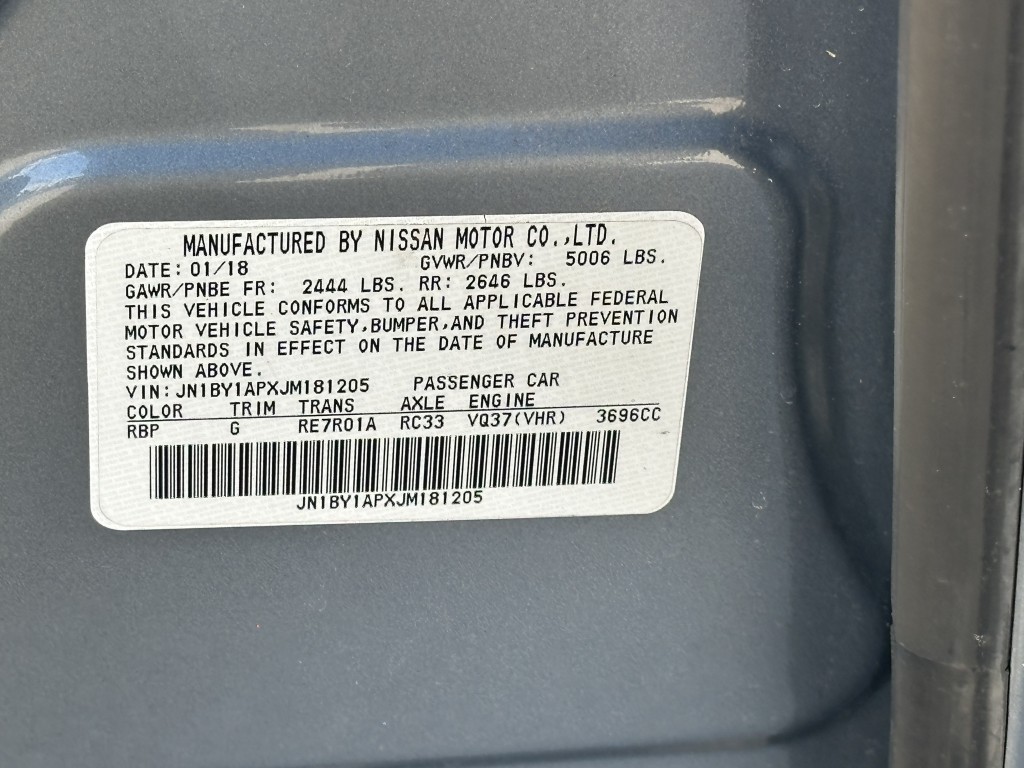 MANUFACTURED BY NISSAN MOTOR CO.,LTD.
DATE: 01/18 GVWR/PNBV: 5006 LBS.
GAWR/PNBE FR: 2444 LBS. RR: 2646 LBS.
THIS VEHICLE CONFORMS TO ALL APPLICABLE FEDERAL
MOTOR VEHICLE SAFETY,BUMPER,AND THEFT PREVENTION
STANDARDS IN EFFECT ON THE DATE OF MANUFACTURE
SHOWN ABOVE.
VIN: JN1BY1APXJM181205 PASSENGER CAR
COLOR TRIM TRANS AXLE ENGINE
RBP G RE7R01A RC33 VQ37(VHR) 3696CC
JN1BY1APXJM181205